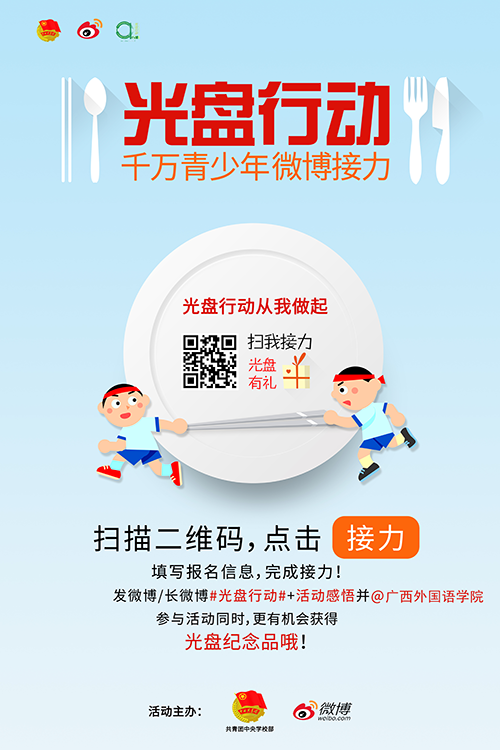 光盘行动
千万青少年微博接力
光盘行动从我做起
扫我接力
光盘
有礼
扫描二维码，点击 接力
填写报名信息，完成接力！
发微博/长微博#光盘行动#+活动感悟并@广西外国语学院
参与活动同时，更有机会获得
光盘纪念品哦！
活动主办：
共青团中央学校部
微博
weibo.com